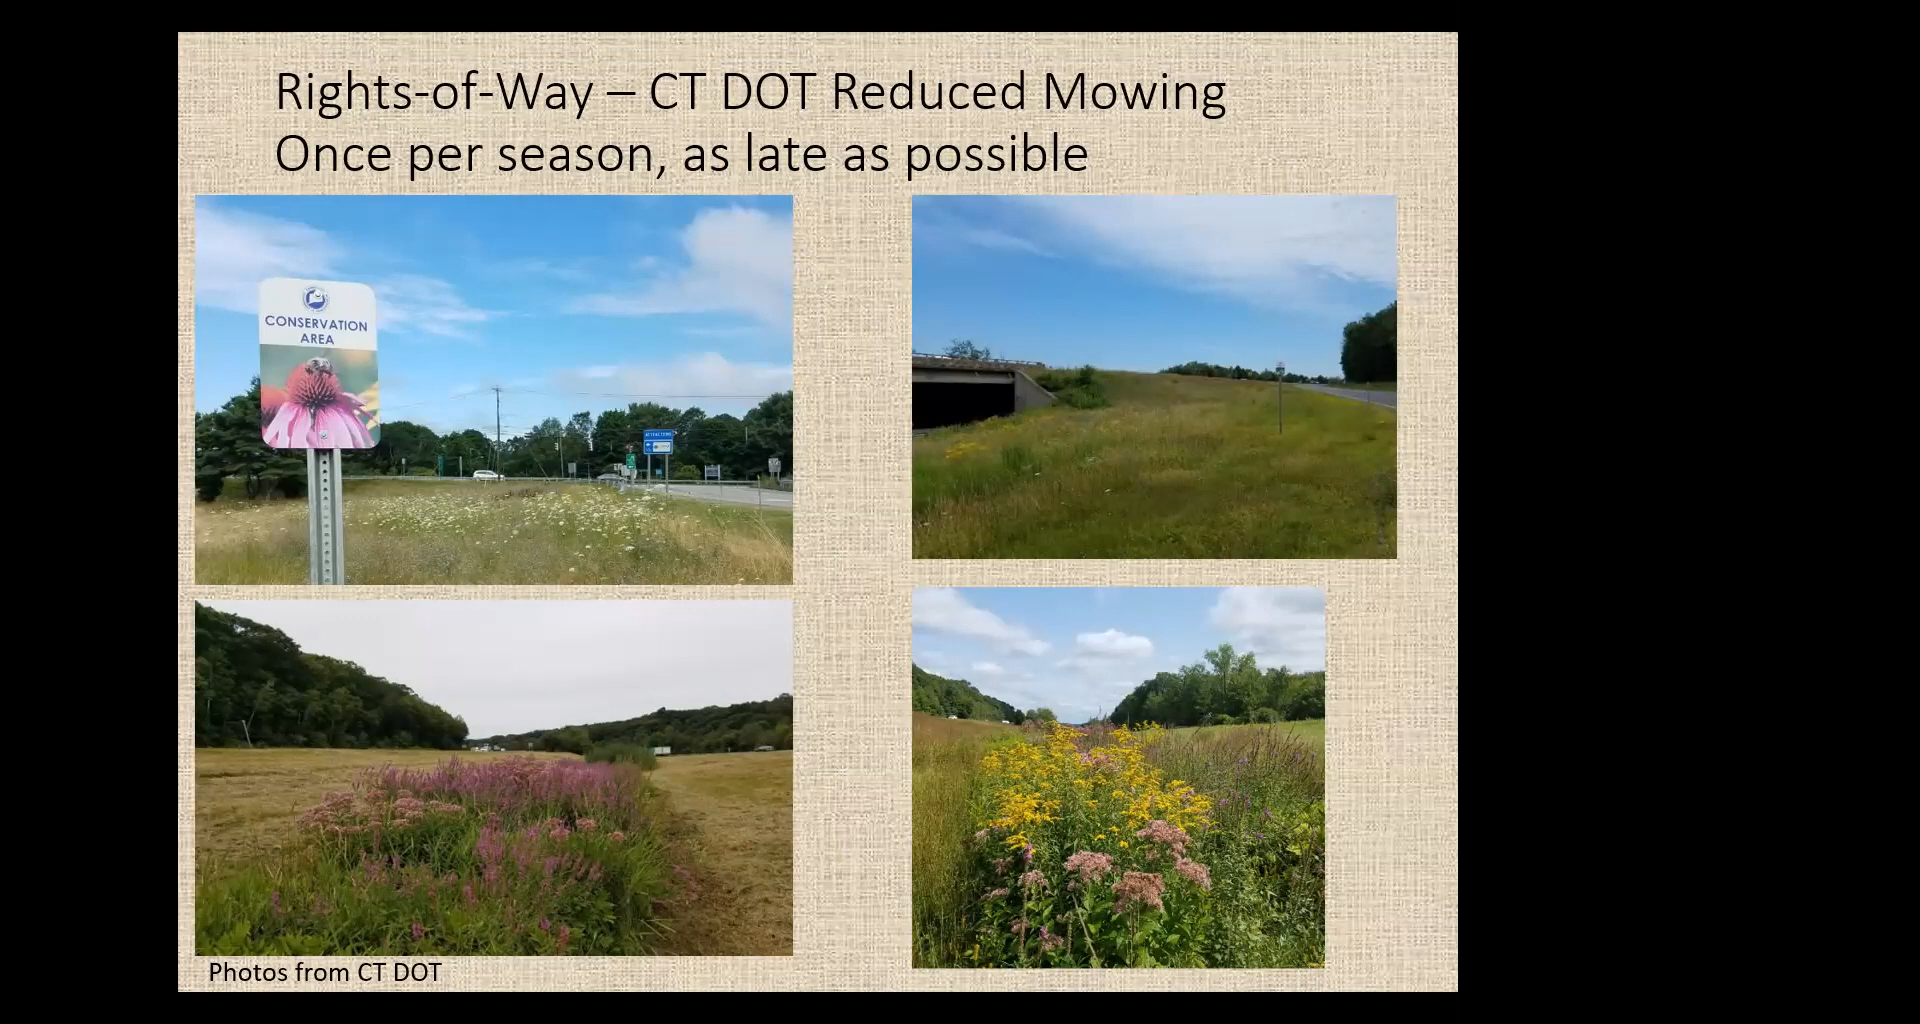 Rights-of-Way – CT DOT Reduced Mowing
Once per season, as late as possible
CONSERVATION
AREA
Photos from CT DOT